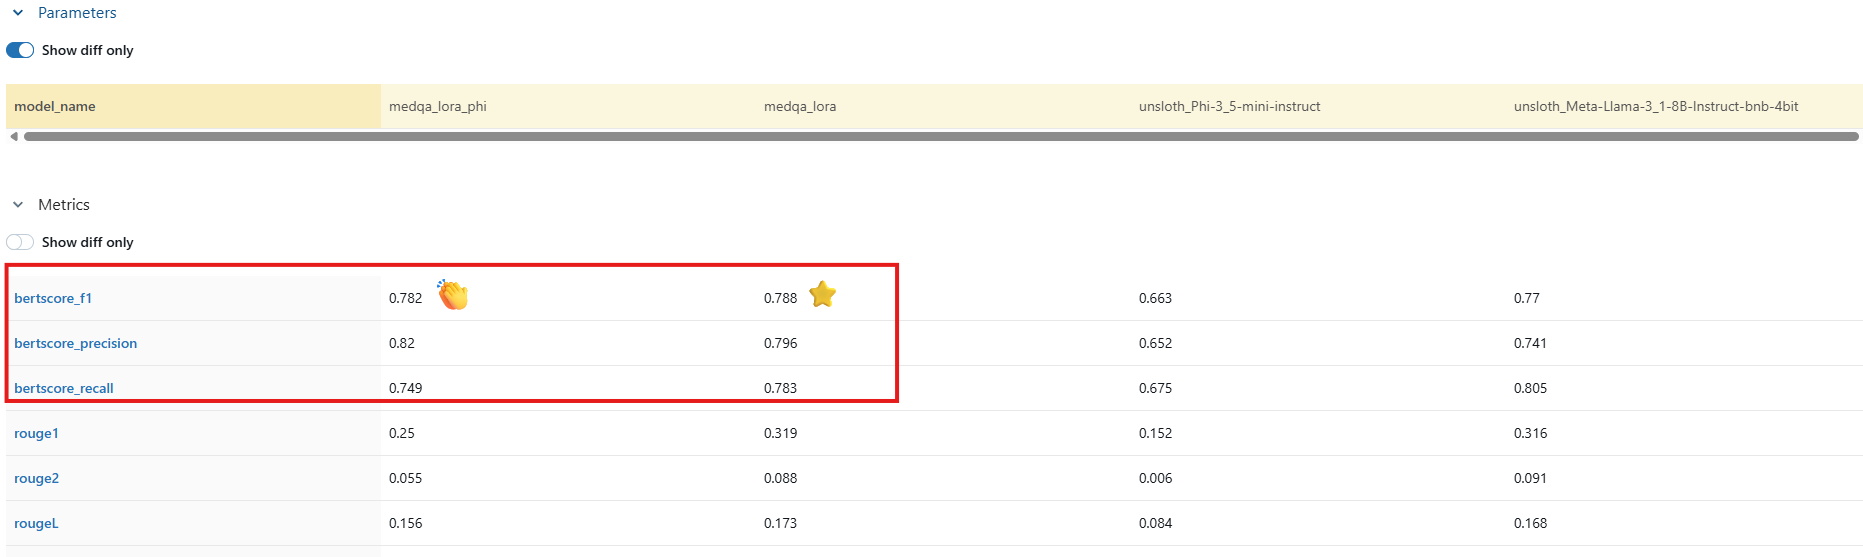 Parameters
Show diff only
model_name medqa_lora_phi medqa_lora unsloth_Phi-3_5-mini-instruct unsloth_Meta-Llama-3_1-8B-Instruct-bnb-4bit
Metrics
Show diff only
bertscore_f1 0.782 0.788 0.663 0.77
bertscore_precision 0.82 0.796 0.652 0.741
bertscore_recall 0.749 0.783 0.675 0.805
rouge1 0.25 0.319 0.152 0.316
rouge2 0.055 0.088 0.006 0.091
rougeL 0.156 0.173 0.084 0.168